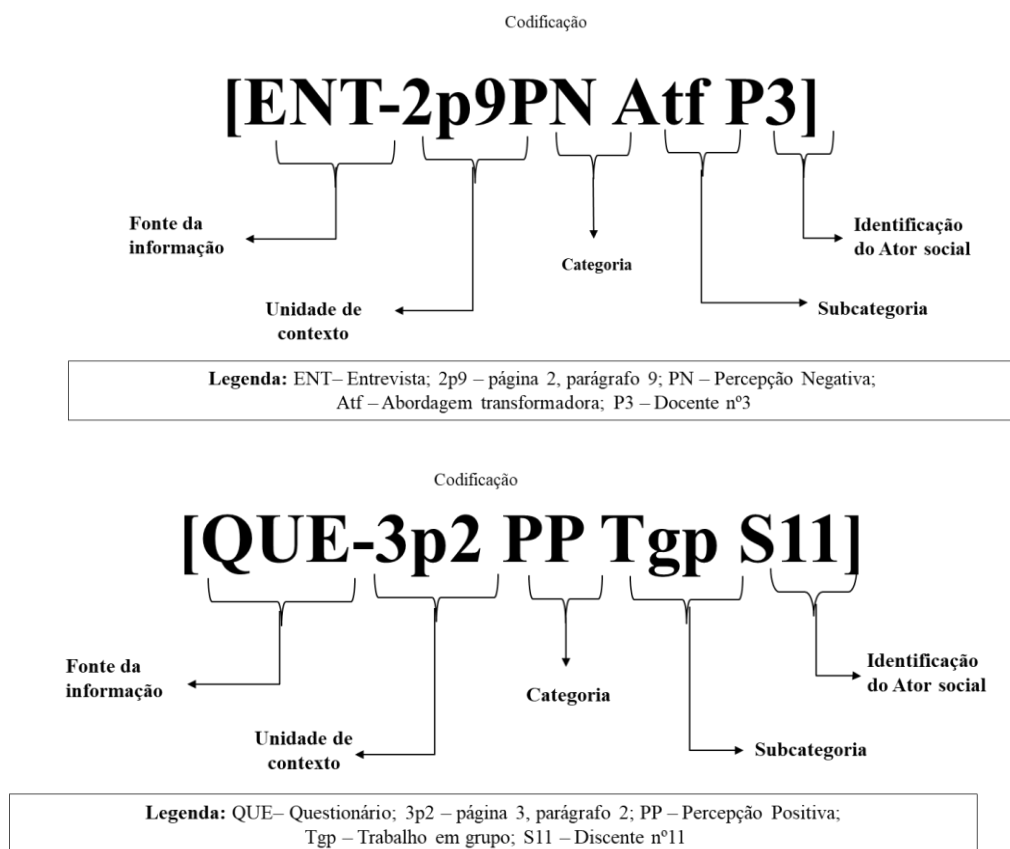 Codificação
[ENT-2p9PN Atf P3]
Fonte da
informação
Identificação
do Ator social
Categoria
Unidade de
contexto
Subcategoria
Legenda: ENT– Entrevista; 2p9 – página 2, parágrafo 9; PN – Percepção Negativa;
Atf – Abordagem transformadora; P3 – Docente nº3
Codificação
[QUE-3p2 PP Tgp S11]
Fonte da
informação
Identificação
do Ator social
Categoria
Unidade de
contexto
Subcategoria
Legenda: QUE– Questionário; 3p2 – página 3, parágrafo 2; PP – Percepção Positiva;
Tgp – Trabalho em grupo; S11 – Discente nº11